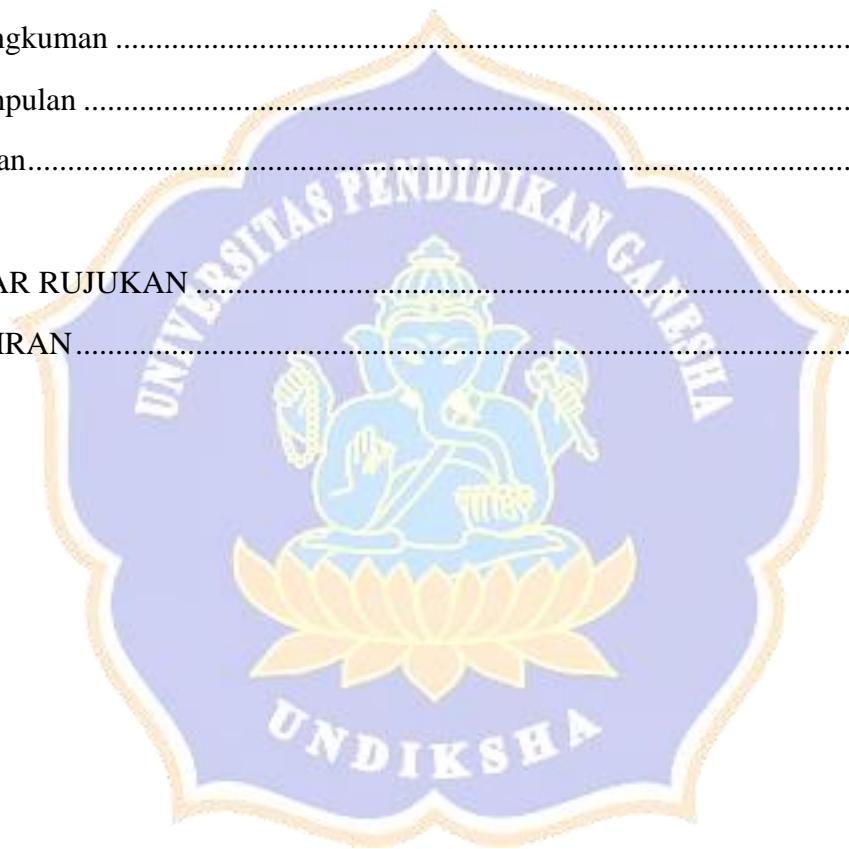 ngkuman ........................................................................................
npulan ............................................................................................
an...................................................................................................
AR RUJUKAN ..............................................................................
IRAN..............................................................................................
UNIVERSITAS PENDIDIKAN GANESHA
UNDIKSHA